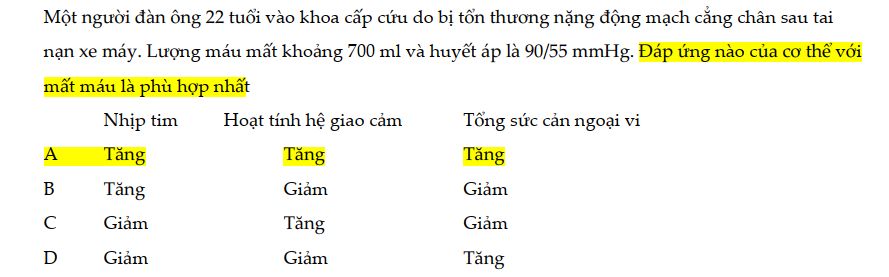 Một người đàn ông 22 tuổi vào khoa cấp cứu do bị tổn thương nặng động mạch cẳng chân sau tai
nạn xe máy. Lượng máu mất khoảng 700 ml và huyết áp là 90/55 mmHg. Đáp ứng nào của cơ thể với
mất máu là phù hợp nhất
Nhịp tim Hoạt tính hệ giao cảm Tổng sức cản ngoại vi
A Tăng Tăng Tăng
B Tăng Giảm Giảm
C Giảm Tăng Giảm
D Giảm Giảm Tăng